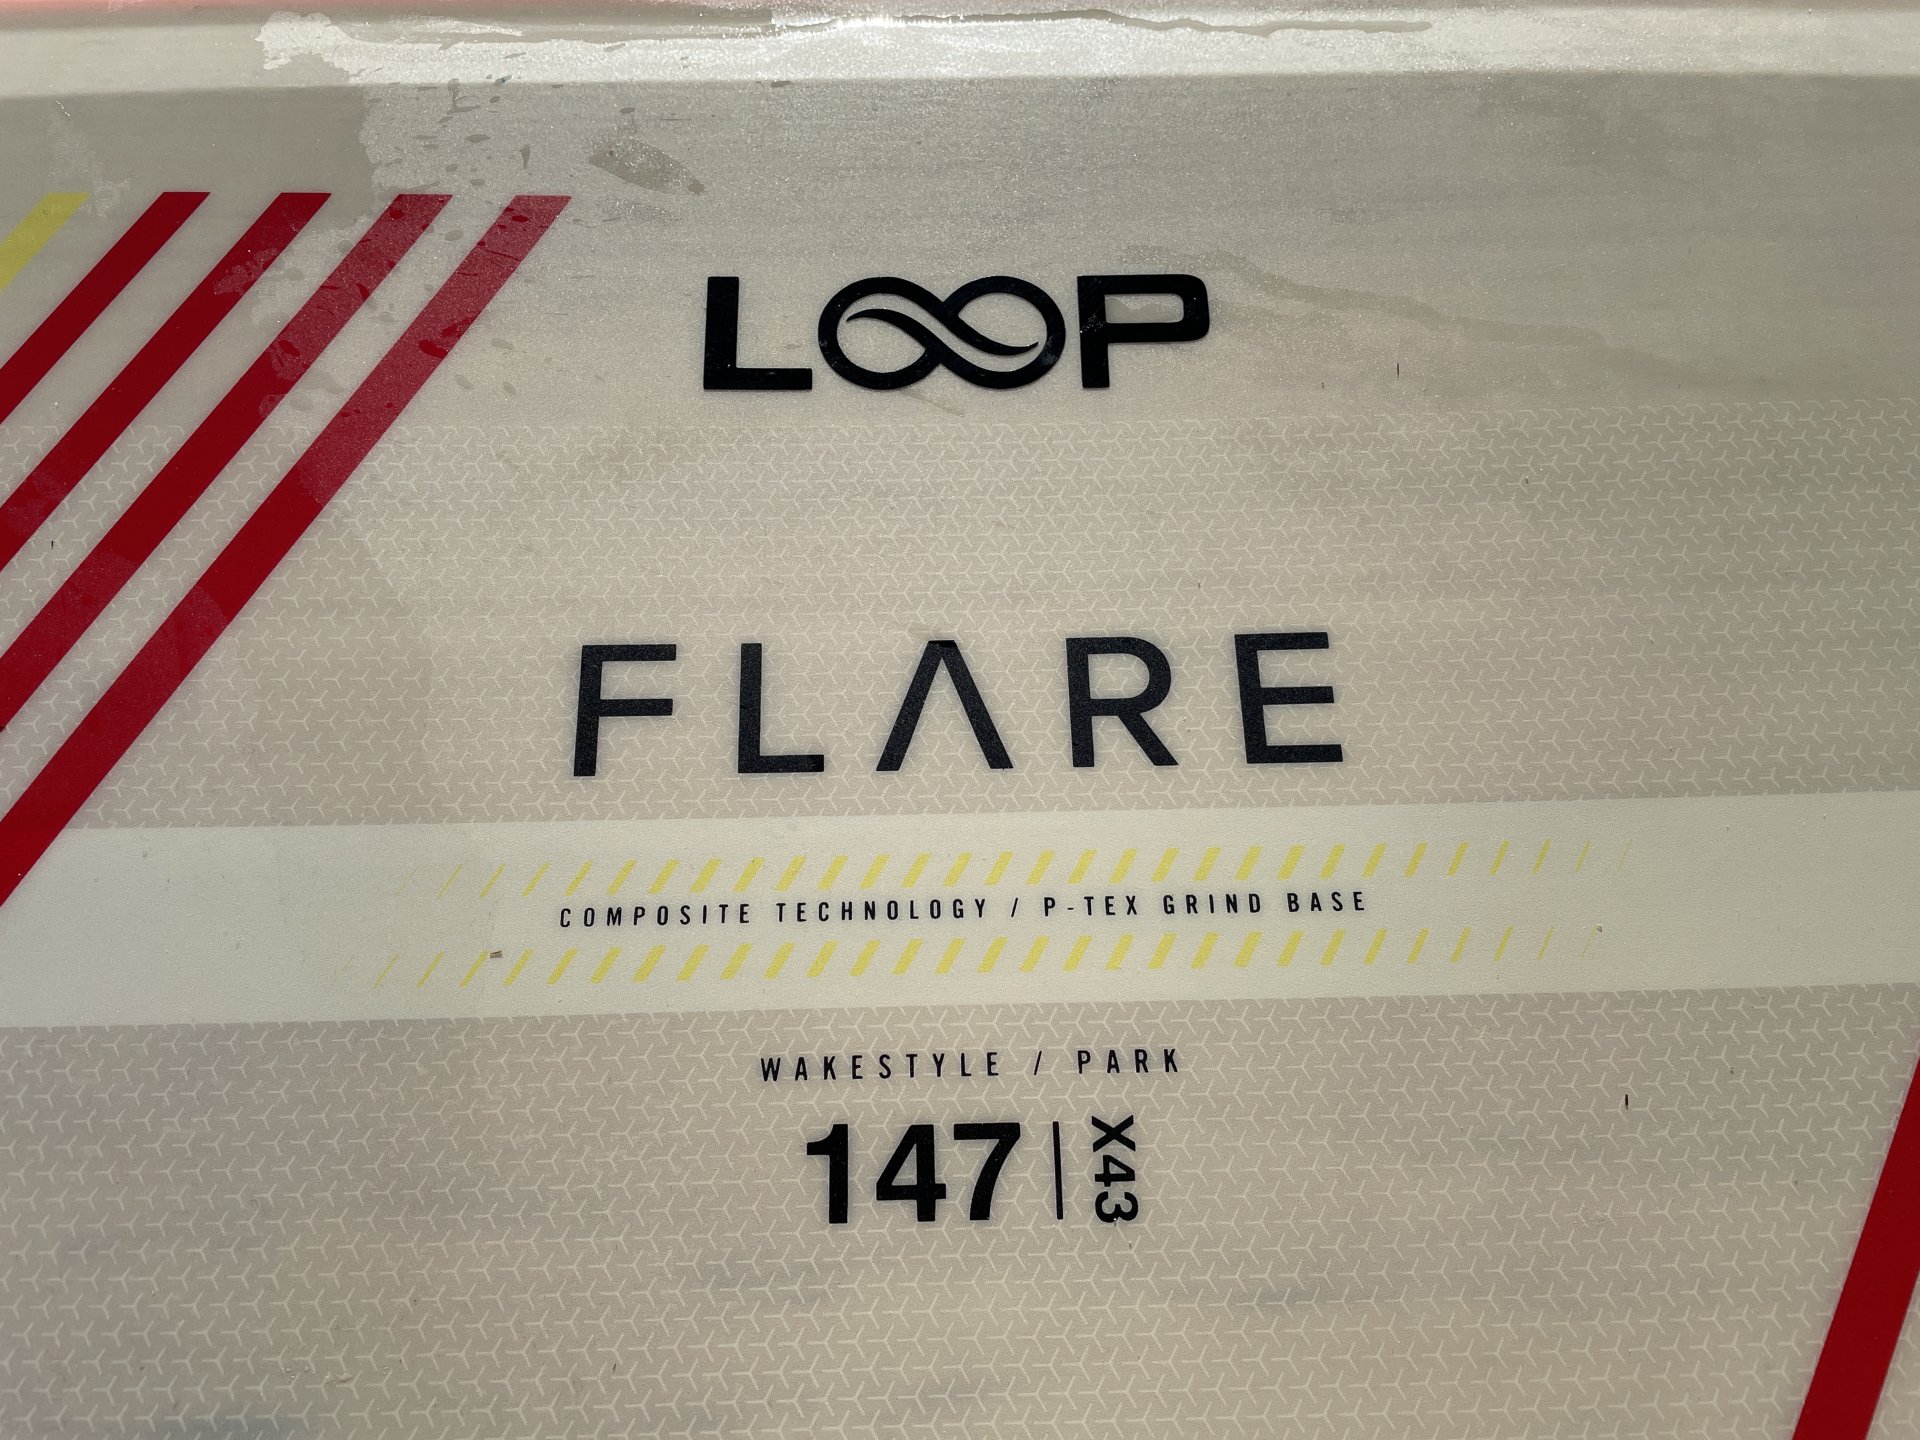 LOOP
FLARE
COMPOSITE TECHNOLOGY / P-TEX GRIND BASE
WAKESTYLE / PARK
147 | X43